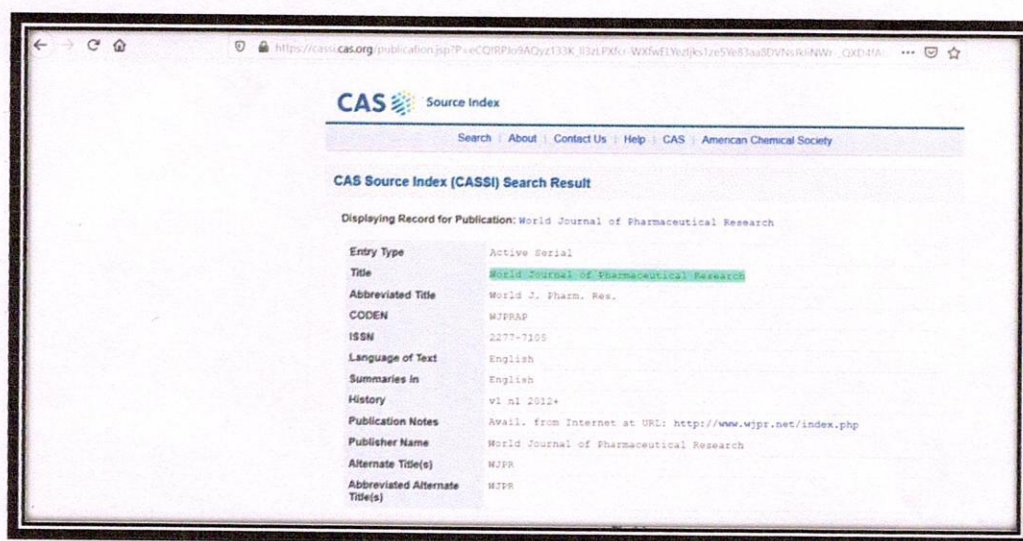 CAS Source Index
Search | About | Contact Us | Help | CAS | American Chemical Society
CAS Source Index (CASSI) Search Result
Displaying Record for Publication: World Journal of Pharmaceutical Research
Entry Type Active Serial
Title World Journal of Pharmaceutical Research
Abbreviated Title World J. Pharm. Res.
CODEN WJPRAP
ISSN 2277-7105
Language of Text English
Summaries in English
History v1 n1 2012+
Publication Notes Avail. from Internet at URL: http://www.wjpr.net/index.php
Publisher Name World Journal of Pharmaceutical Research
Alternate Title(s) WJPR
Abbreviated Alternate WJPR
Title(s)